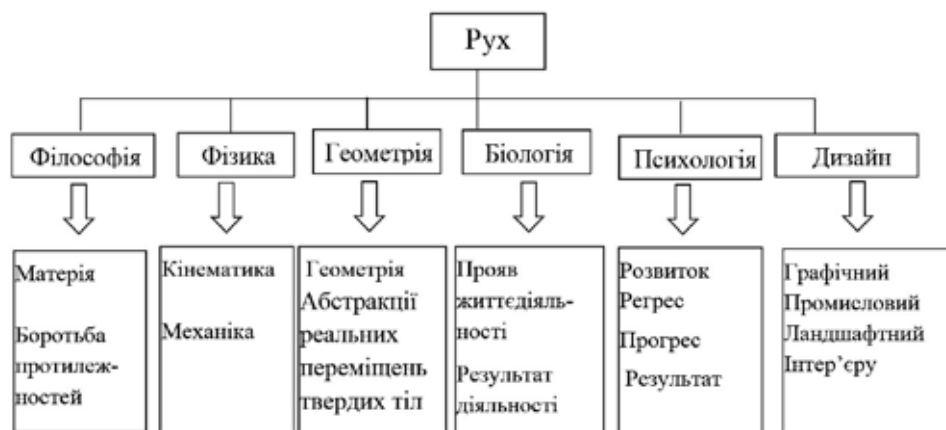 Рух
Філософія
Фізика
Геометрія
Біологія
Психологія
Дизайн
Матерія
Боротьба
протилеж-
ностей
Кінематика
Механіка
Геометрія
Абстракції
реальних
переміщень
твердих тіл
Прояв
життєдіяль-
ності
Результат
діяльності
Розвиток
Регрес
Прогрес
Результат
Графічний
Промисловий
Ландшафтний
Інтер’єру